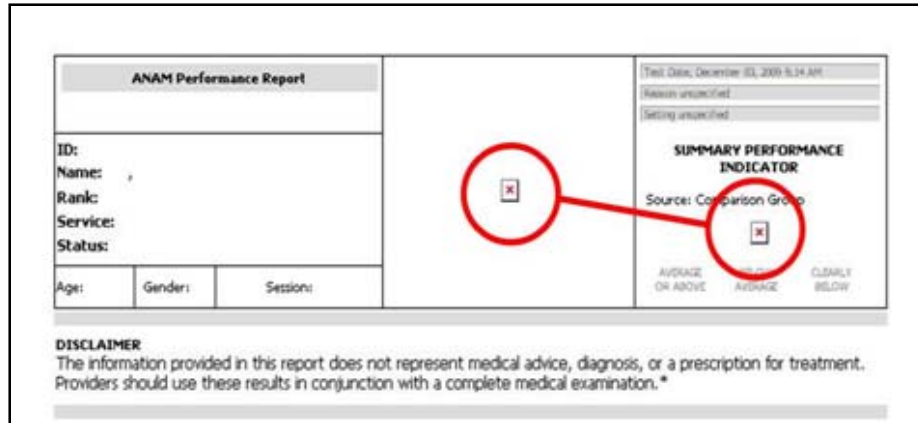 ANAM Performance Report
ID:
Name: ,
Rank:
Service:
Status:
Age: Gender: Session:
Test Date: December 03, 2009 9:14 AM
Reason unspecified
Setting unspecified
SUMMARY PERFORMANCE
INDICATOR
Source: Comparison Group
AVERAGE
OR ABOVE
BELOW
AVERAGE
CLEARLY
BELOW
DISCLAIMER
The information provided in this report does not represent medical advice, diagnosis, or a prescription for treatment.
Providers should use these results in conjunction with a complete medical examination.*